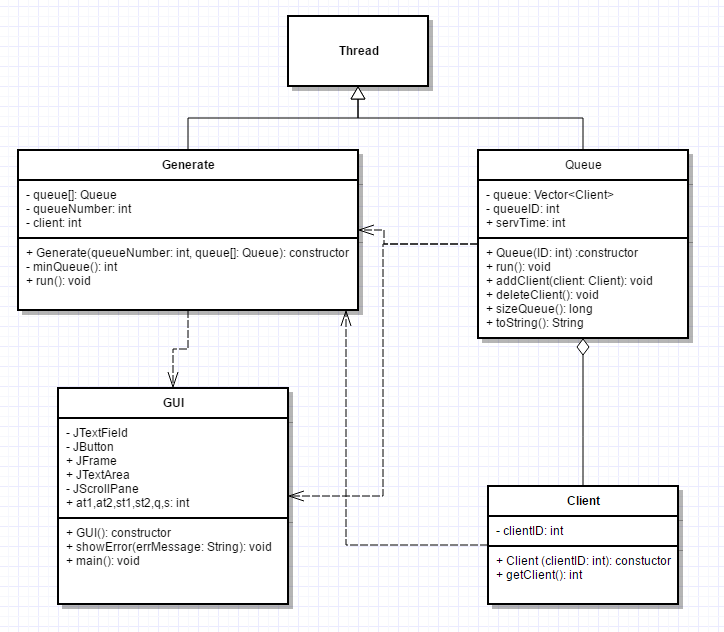 Thread
Generate
- queue[]: Queue
- queueNumber: int
- client: int
+ Generate(queueNumber: int, queue[]: Queue): constructor
- minQueue(): int
+ run(): void
Queue
- queue: Vector<Client>
- queueID: int
+ servTime: int
+ Queue(ID: int) :constructor
+ run(): void
+ addClient(client: Client): void
+ deleteClient(): void
+ sizeQueue(): long
+ toString(): String
GUI
- JTextField
- JButton
+ JFrame
+ JTextArea
- JScrollPane
+ at1,at2,st1,st2,q,s: int
+ GUI(): constructor
+ showError(errMessage: String): void
+ main(): void
Client
- clientID: int
+ Client (clientID: int): constuctor
+ getClient(): int